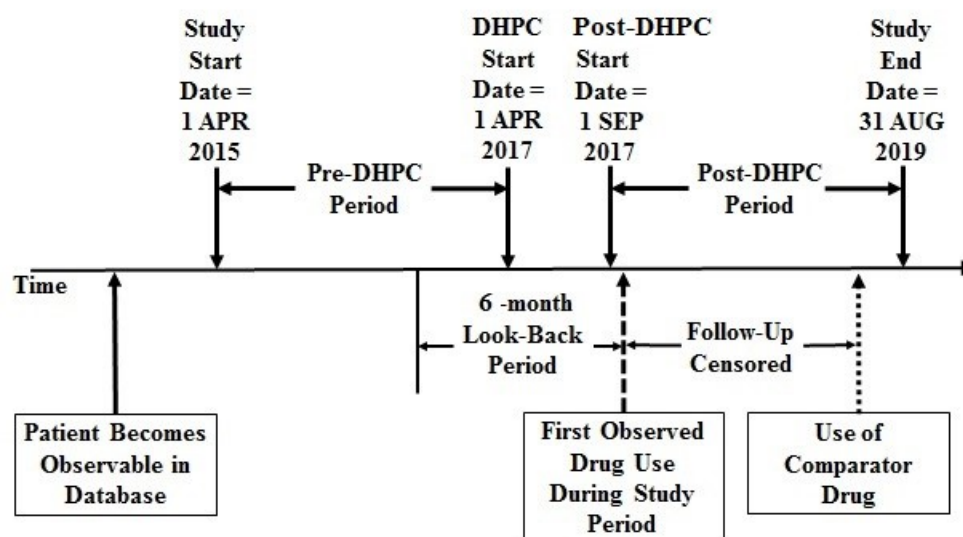 Study
Start
Date =
1 APR
2015
DHPC
Start
Date =
1 APR
2017
Post-DHPC
Start
Date =
1 SEP
2017
Study
End
Date =
31 AUG
2019
Pre-DHPC
Period
Post-DHPC
Period
Time
6 -month
Look-Back
Period
Follow-Up
Censored
Patient Becomes
Observable in
Database
First Observed
Drug Use
During Study
Period
Use of
Comparator
Drug